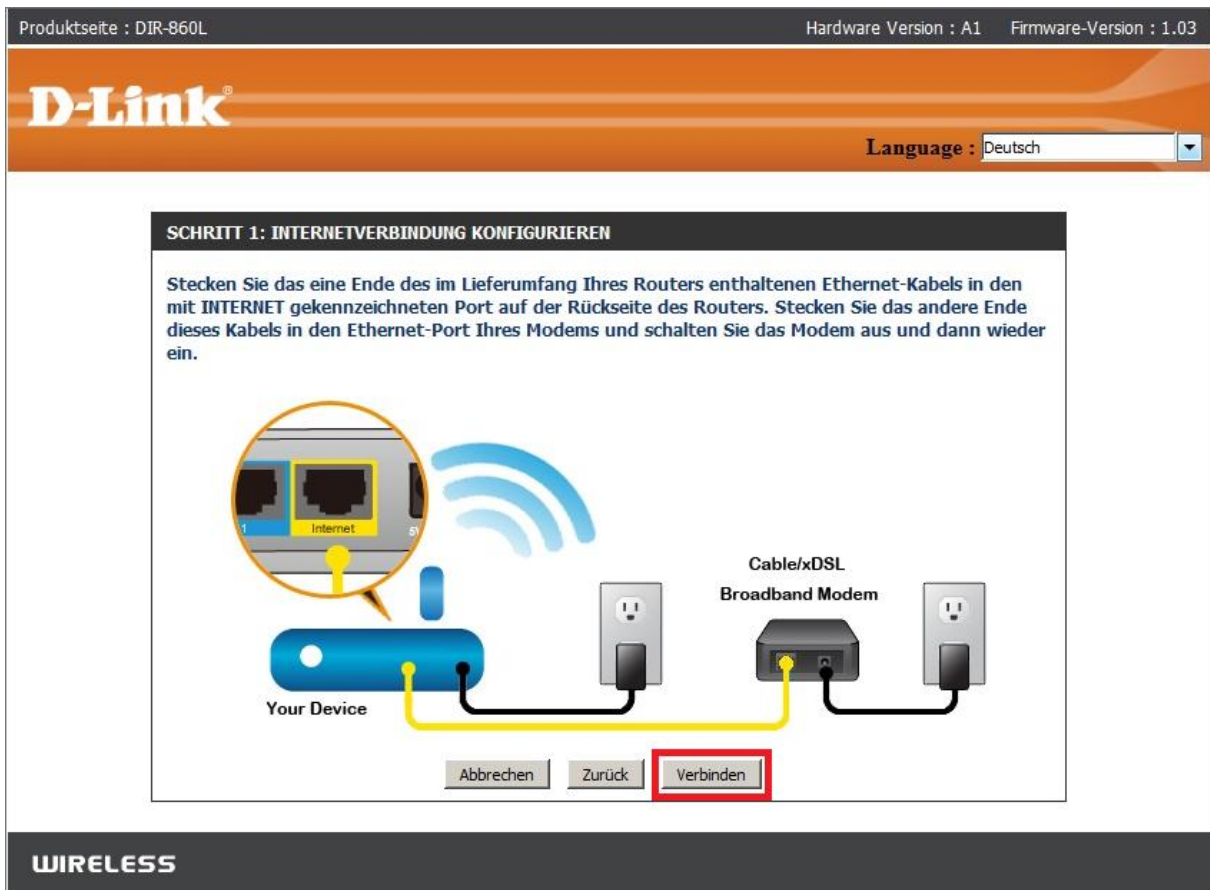 Produktseite : DIR-860L Hardware Version : A1 Firmware-Version : 1.03
D-Link®
Language : Deutsch
SCHRITT 1: INTERNETVERBINDUNG KONFIGURIEREN
Stecken Sie das eine Ende des im Lieferumfang Ihres Routers enthaltenen Ethernet-Kabels in den
mit INTERNET gekennzeichneten Port auf der Rückseite des Routers. Stecken Sie das andere Ende
dieses Kabels in den Ethernet-Port Ihres Modems und schalten Sie das Modem aus und dann wieder
ein.
1 Internet 5V
Cable/xDSL
Broadband Modem
Your Device
Abbrechen Zurück Verbinden
WIRELESS